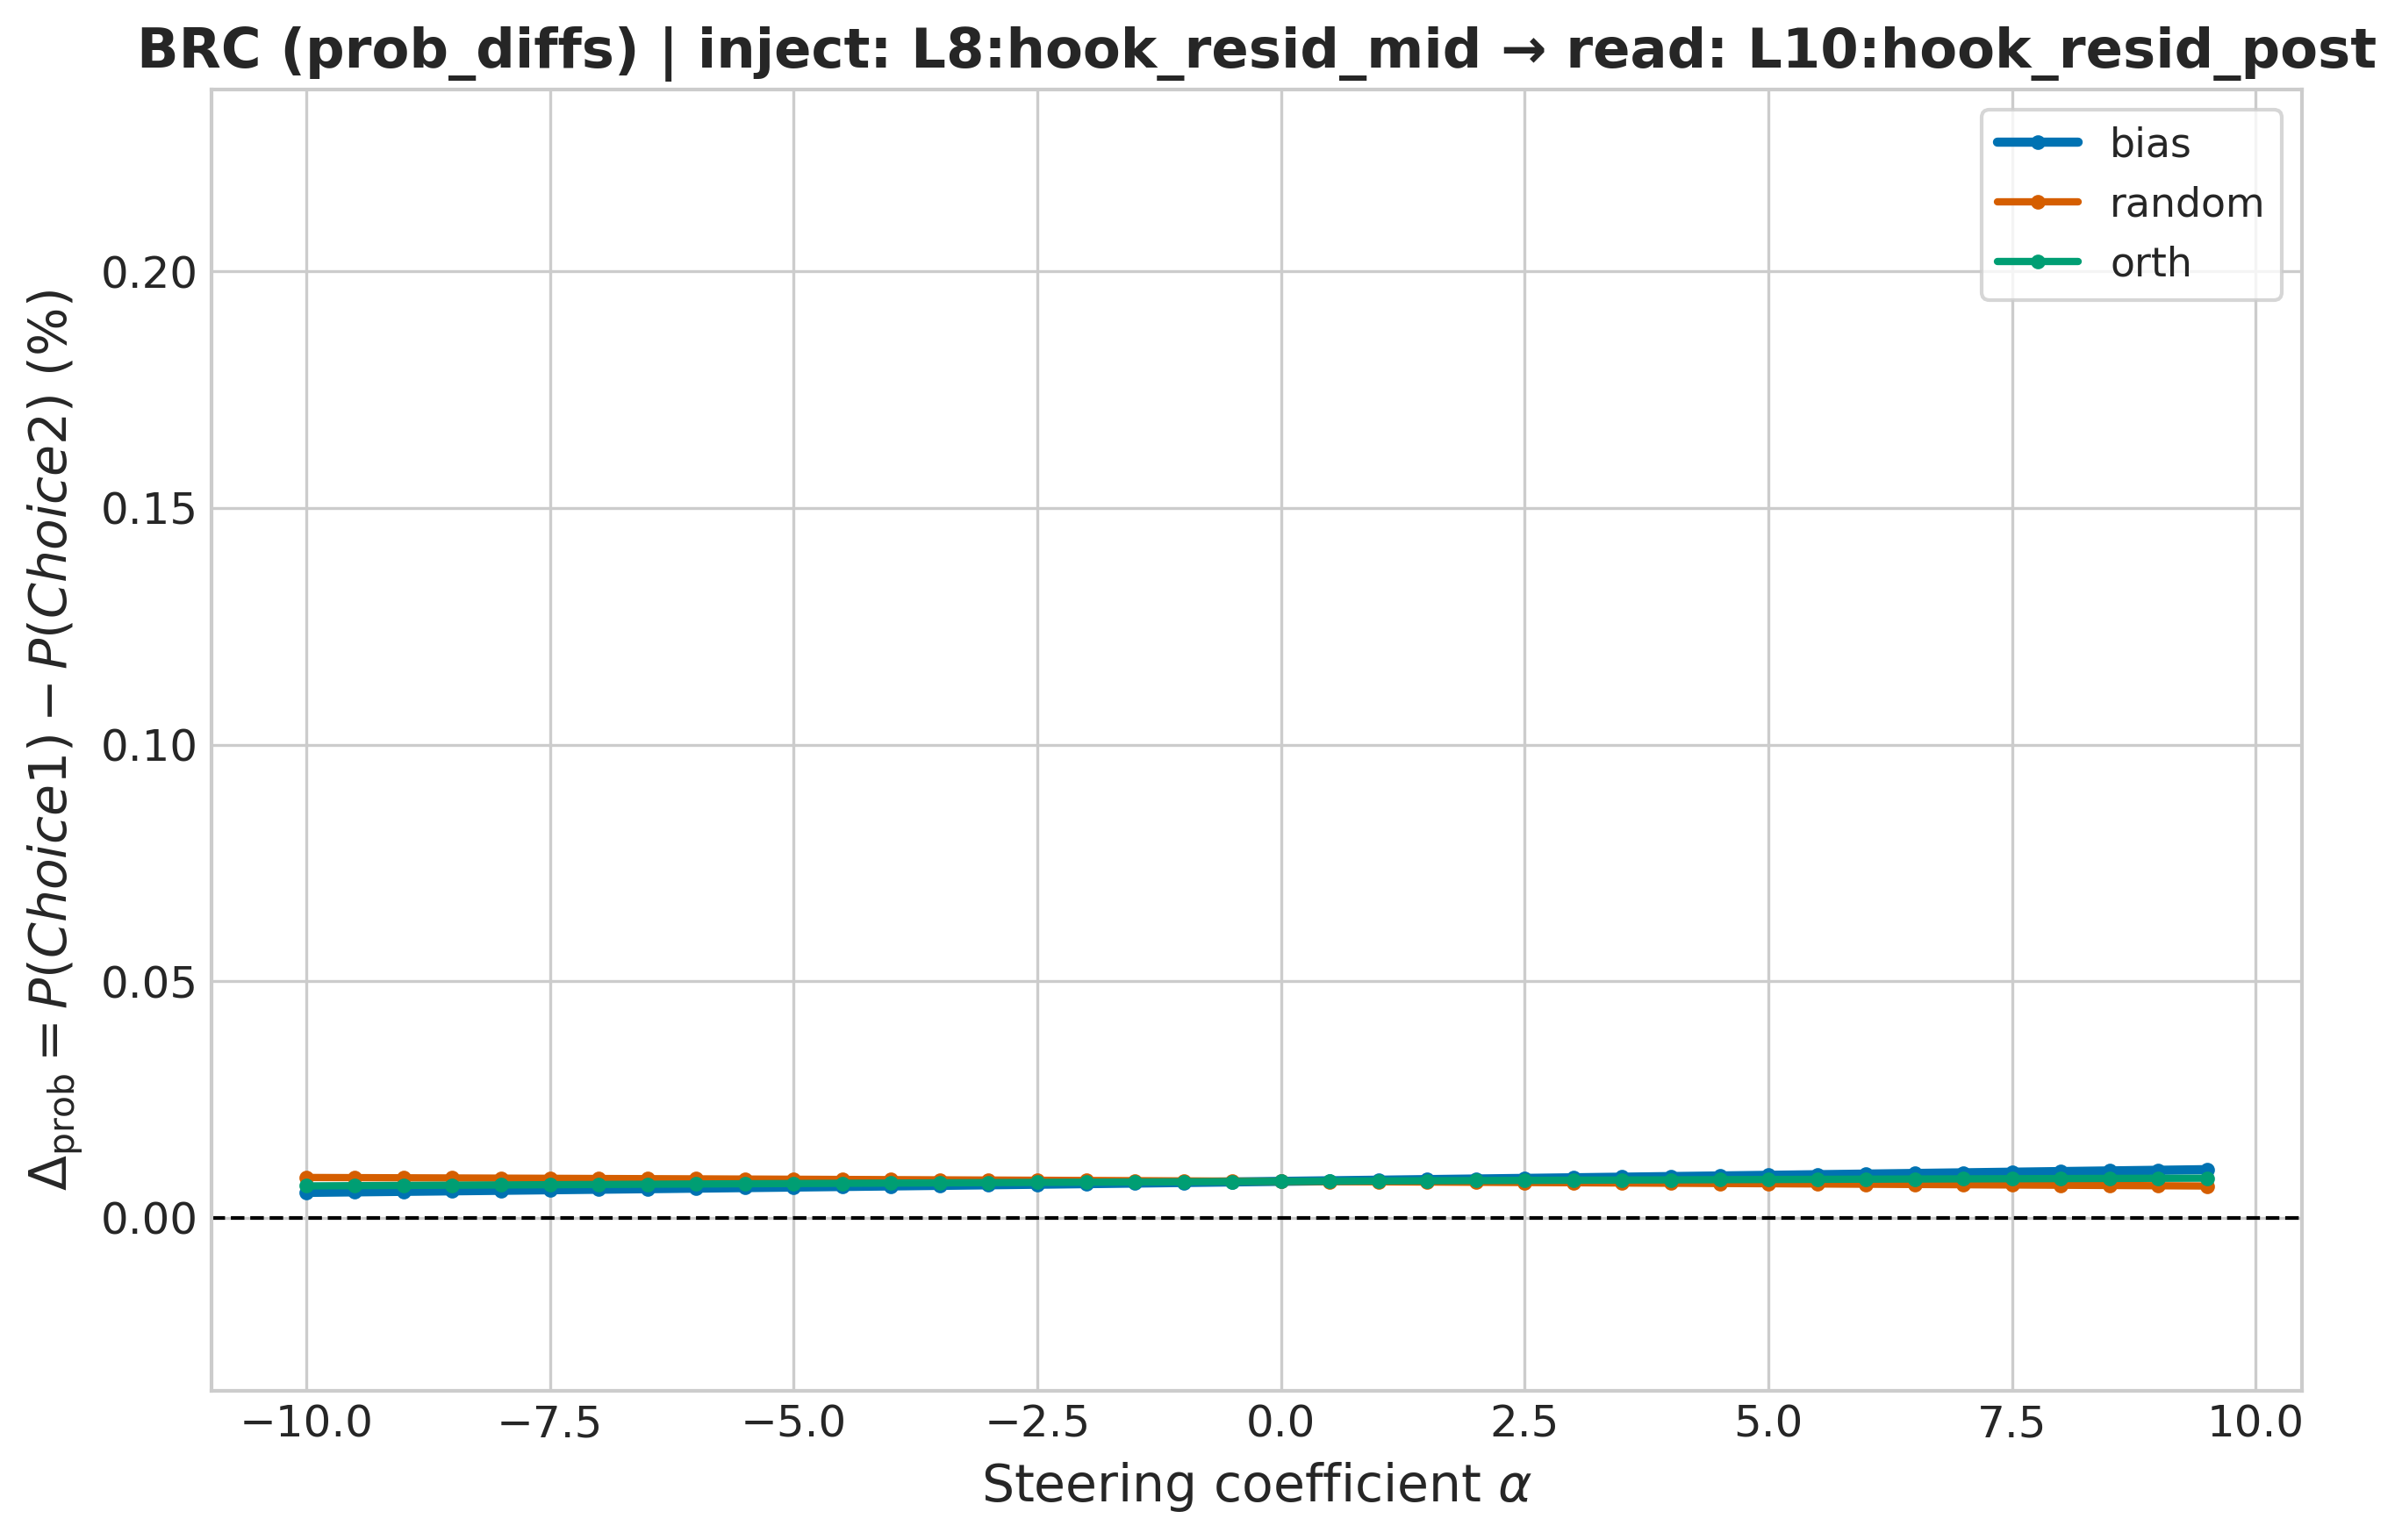 BRC (prob_diffs) | inject: L8:hook_resid_mid → read: L10:hook_resid_post
bias
random
orth
Δprob = P(Choice1) − P(Choice2) (%)
0.20
0.15
0.10
0.05
0.00
−10.0
−7.5
−5.0
−2.5
0.0
2.5
5.0
7.5
10.0
Steering coefficient α